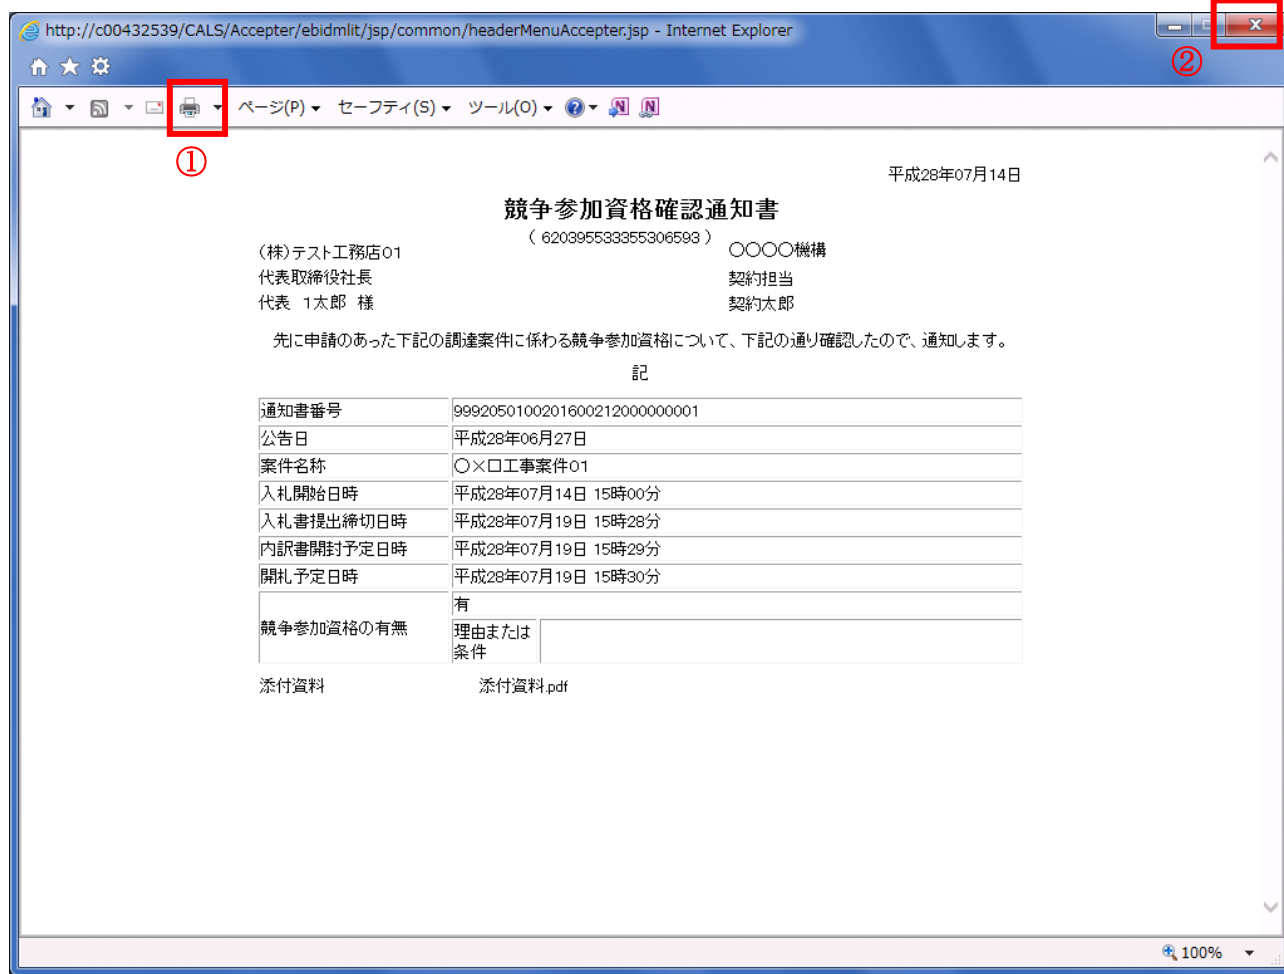 http://c00432539/CALS/Accepter/ebidmlit/jsp/common/headerMenuAccepter.jsp - Internet Explorer
②
ページ(P) セーフティ(S) ツール(O)
①
平成28年07月14日
競争参加資格確認通知書
( 620395533355306593 )
(株)テスト工務店01
〇〇〇〇機構
代表取締役社長
契約担当
代表 1太郎 様
契約太郎
先に申請のあった下記の調達案件に係わる競争参加資格について、下記の通り確認したので、通知します。
記
通知書番号 9992050100201600212000000001
公告日 平成28年06月27日
案件名称 〇×口工事案件01
入札開始日時 平成28年07月14日 15時00分
入札書提出締切日時 平成28年07月19日 15時28分
内訳書開封予定日時 平成28年07月19日 15時29分
開札予定日時 平成28年07月19日 15時30分
競争参加資格の有無 有
理由または
条件
添付資料 添付資料.pdf
100%